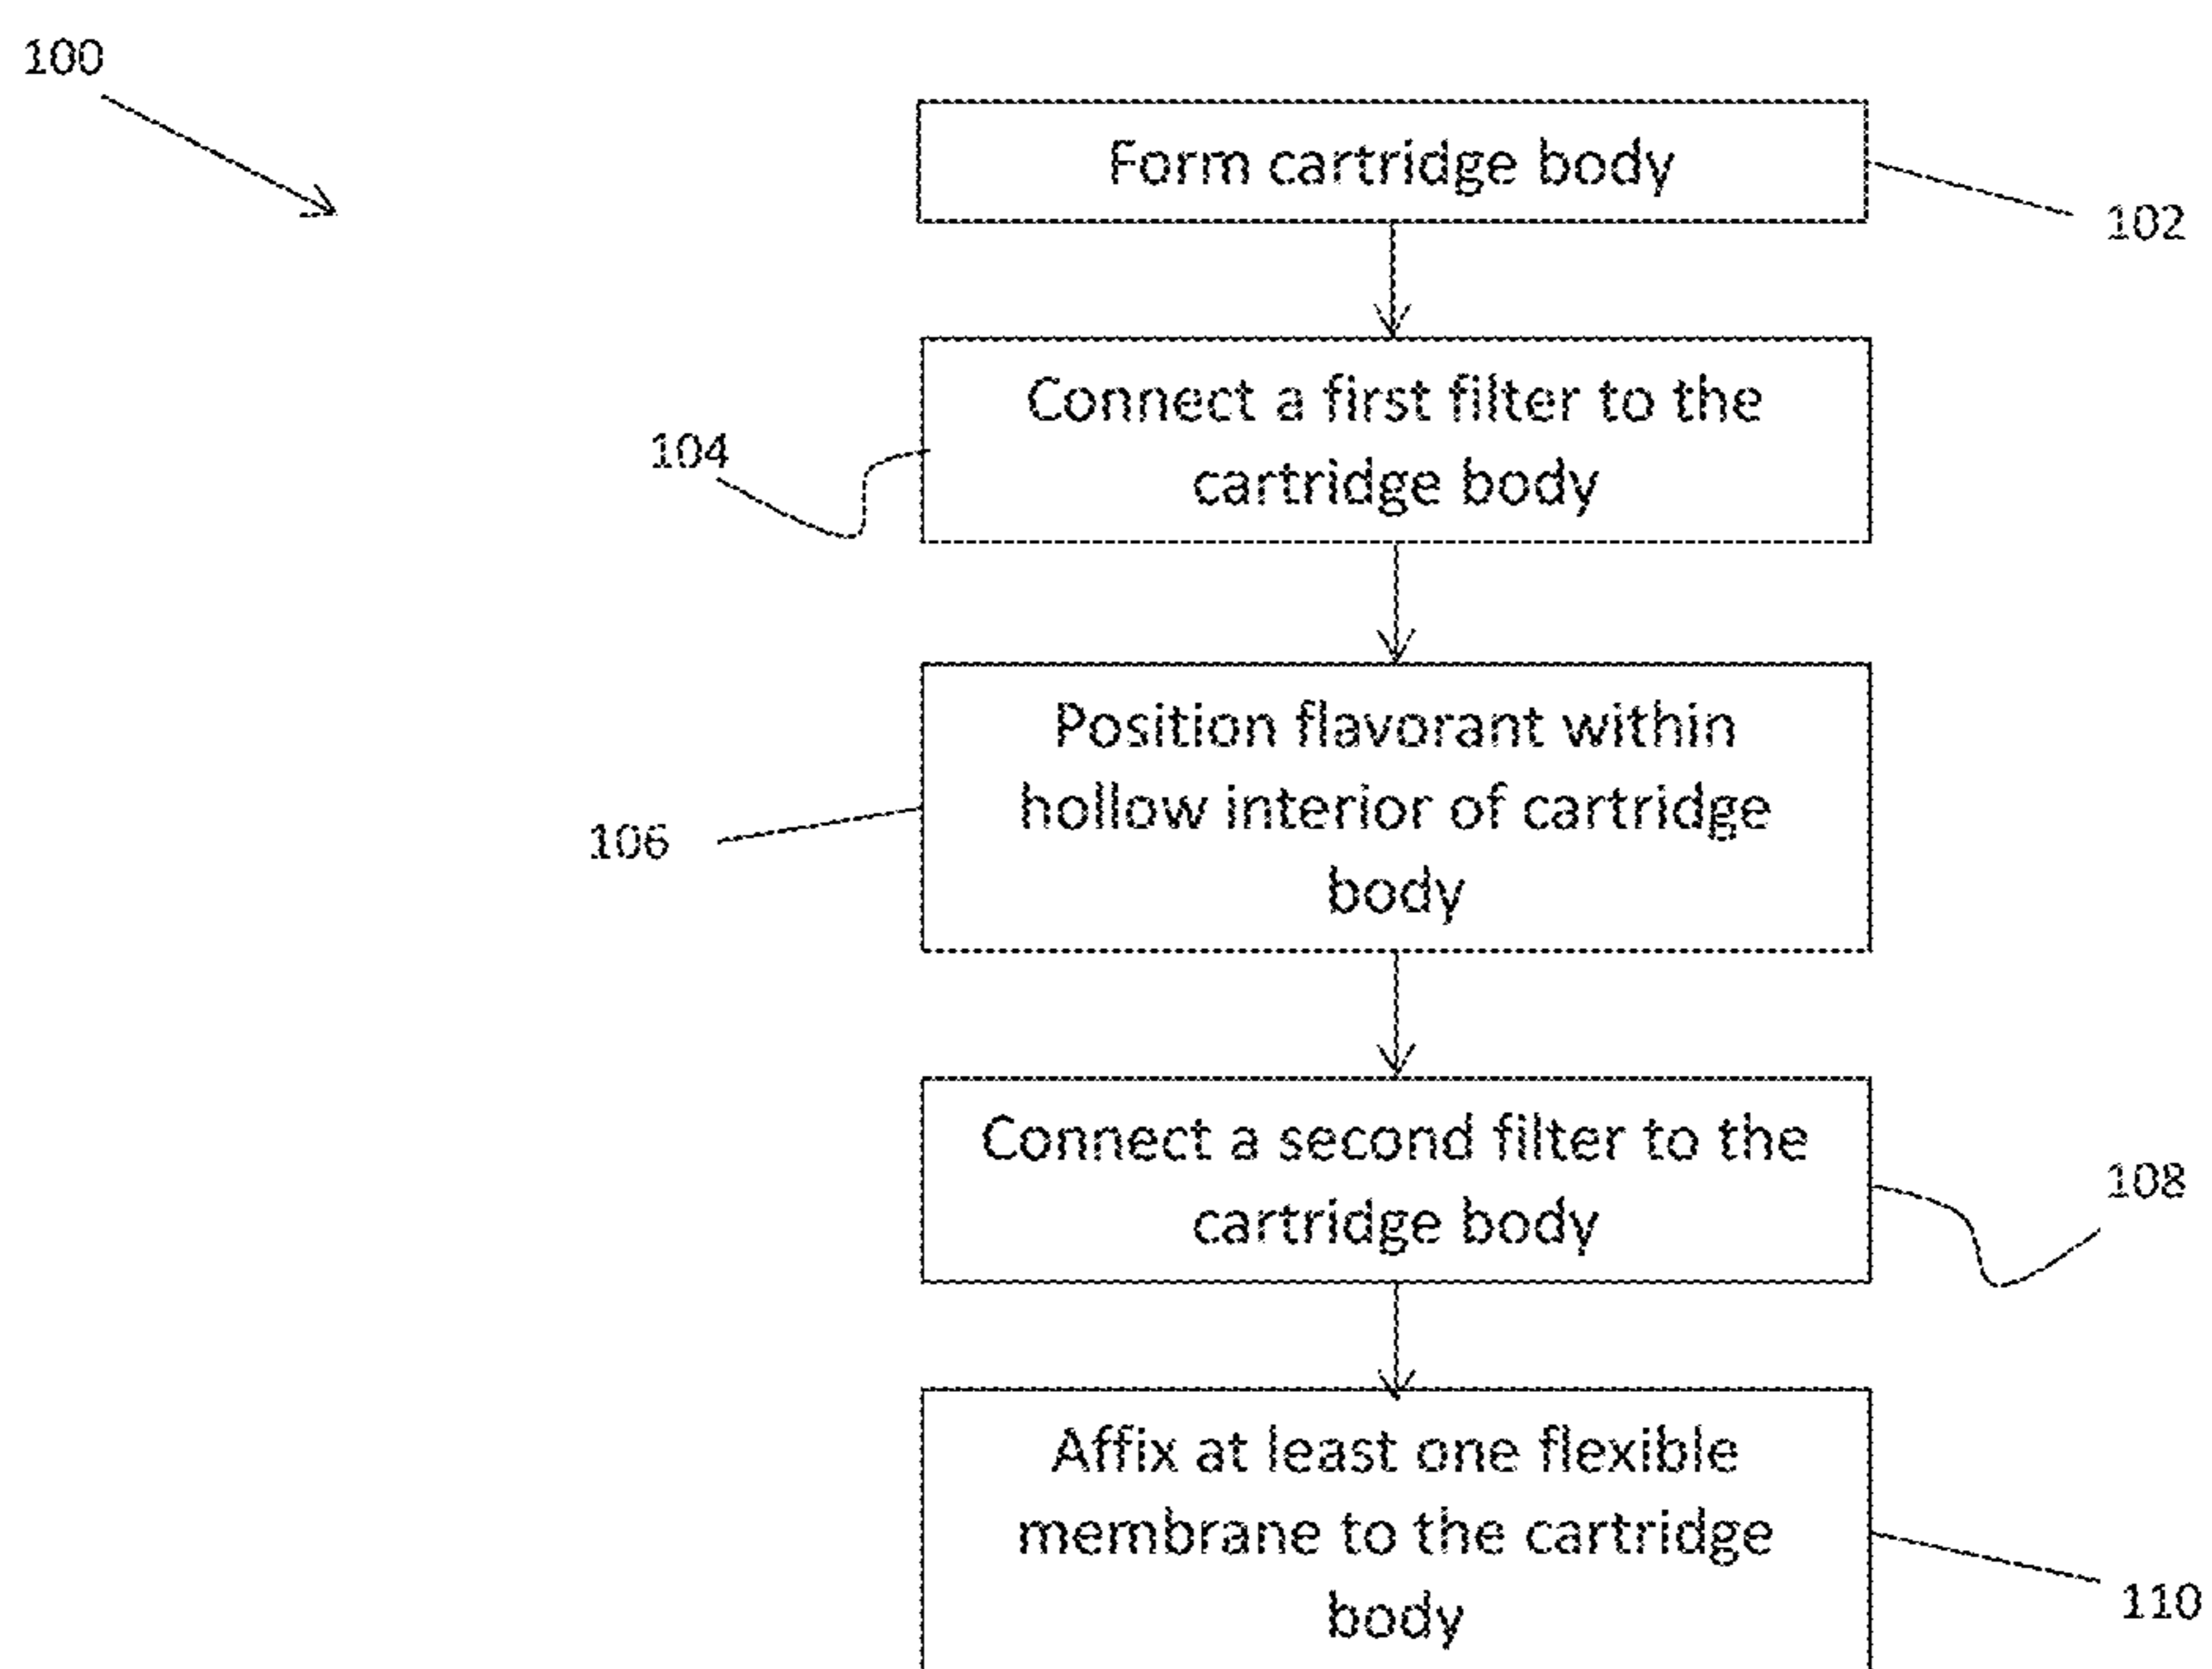 100
Form cartridge body
102
Connect a first filter to the
cartridge body
104
Position flavorant within
hollow interior of cartridge
body
106
Connect a second filter to the
cartridge body
108
Affix at least one flexible
membrane to the cartridge
body
110